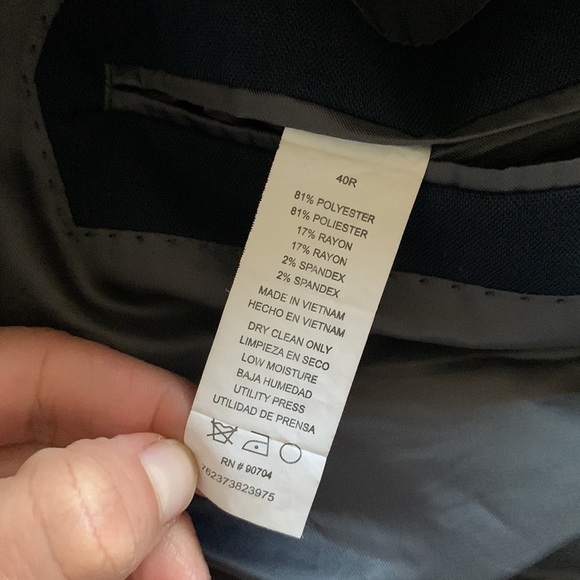 40R
81% POLYESTER
81% POLIESTER
17% RAYON
17% RAYON
2% SPANDEX
2% SPANDEX
MADE IN VIETNAM
HECHO EN VIETNAM
DRY CLEAN ONLY
LIMPIEZA EN SECO
LOW MOISTURE
BAJA HUMEDAD
UTILITY PRESS
UTILIDAD DE PRENSA
RN # 90704
762373823975